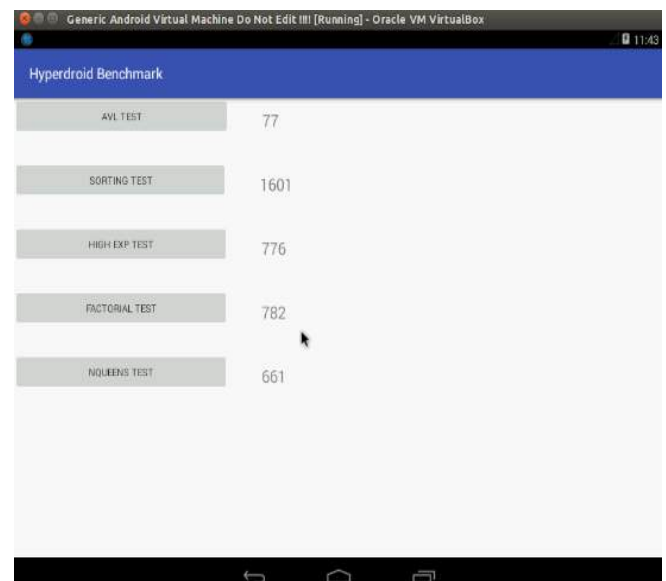 Generic Android Virtual Machine Do Not Edit !!!! [Running] - Oracle VM VirtualBox
11:43
Hyperdroid Benchmark
AVL TEST 77
SORTING TEST 1601
HIGH EXP TEST 776
FACTORIAL TEST 782
NQUEENS TEST 661